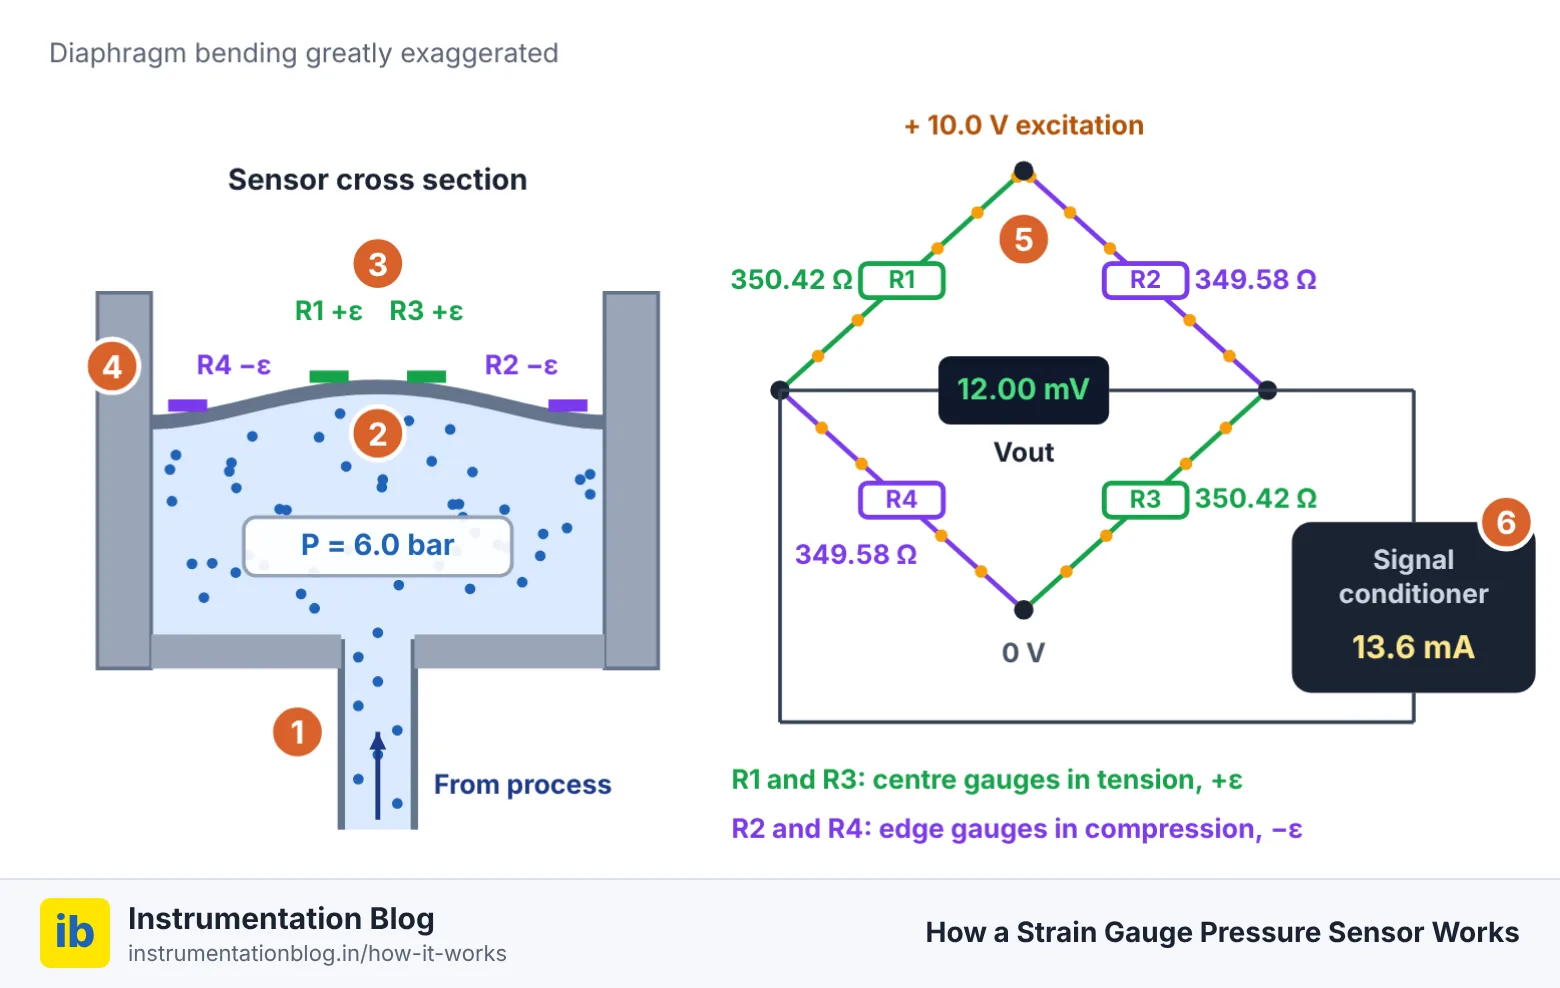 Diaphragm bending greatly exaggerated
Sensor cross section
3
R1 +ε R3 +ε
4
R4 −ε
R2 −ε
2
P = 6.0 bar
1
From process
+ 10.0 V excitation
5
350.42 Ω
R1
R2
349.58 Ω
12.00 mV
Vout
R4
R3
350.42 Ω
349.58 Ω
0 V
6
Signal
conditioner
13.6 mA
R1 and R3: centre gauges in tension, +ε
R2 and R4: edge gauges in compression, −ε
ib
Instrumentation Blog
instrumentationblog.in/how-it-works
How a Strain Gauge Pressure Sensor Works